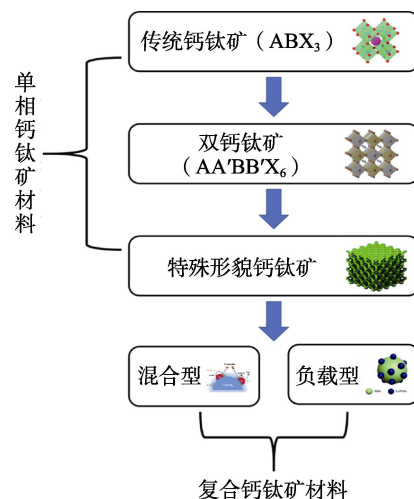 传统钙钛矿（ABX₃）
单相钙钛矿材料
双钙钛矿
（AA′BB′X₆）
特殊形貌钙钛矿
混合型
负载型
复合钙钛矿材料